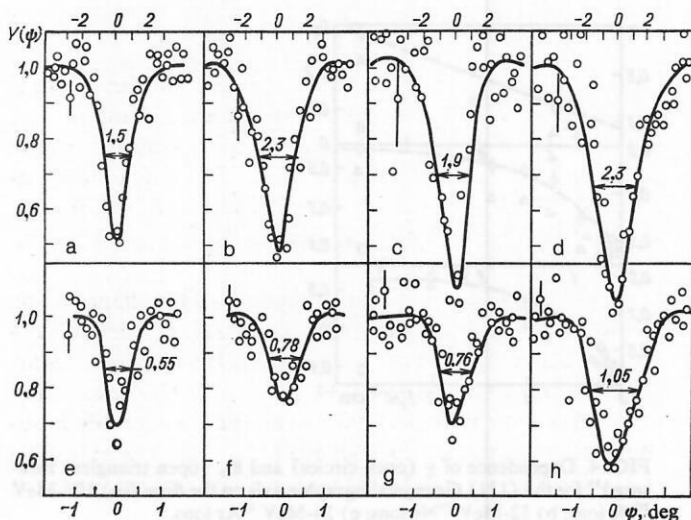 -2 0 2 -2 0 2 -2 0 2 -2 0 2
V(φ)
1,0
0,8
1,5 2,3 1,9 2,3
0,6
a b c d
1,0
0,8
0,55 0,78 0,76 1,05
0,6
e f g h
-1 0 1 -1 0 1 -1 0 1 -1 0 φ, deg